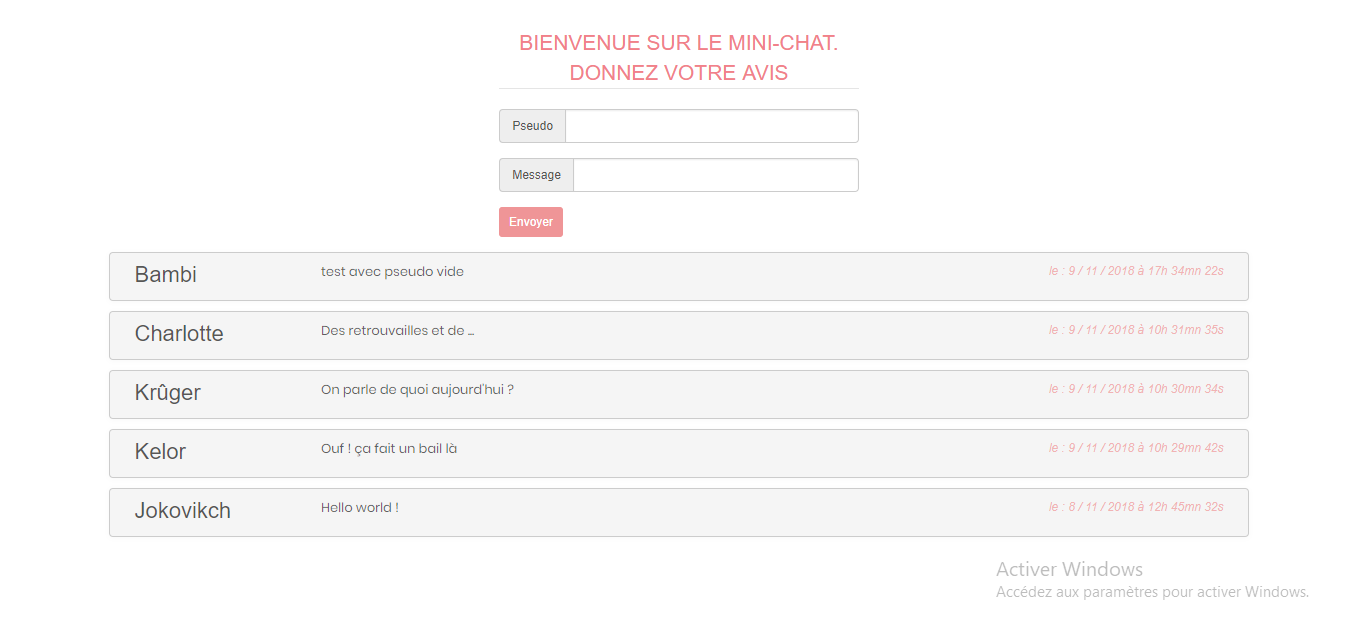 BIENVENUE SUR LE MINI-CHAT.
DONNEZ VOTRE AVIS
Pseudo
Message
Envoyer
Bambi test avec pseudo vide le : 9 / 11 / 2018 à 17h 34mn 22s
Charlotte Des retrouvailles et de ... le : 9 / 11 / 2018 à 10h 31mn 35s
Krûger On parle de quoi aujourd'hui ? le : 9 / 11 / 2018 à 10h 30mn 34s
Kelor Ouf ! ça fait un bail là le : 9 / 11 / 2018 à 10h 29mn 42s
Jokovikch Hello world ! le : 8 / 11 / 2018 à 12h 45mn 32s
Activer Windows
Accédez aux paramètres pour activer Windows.